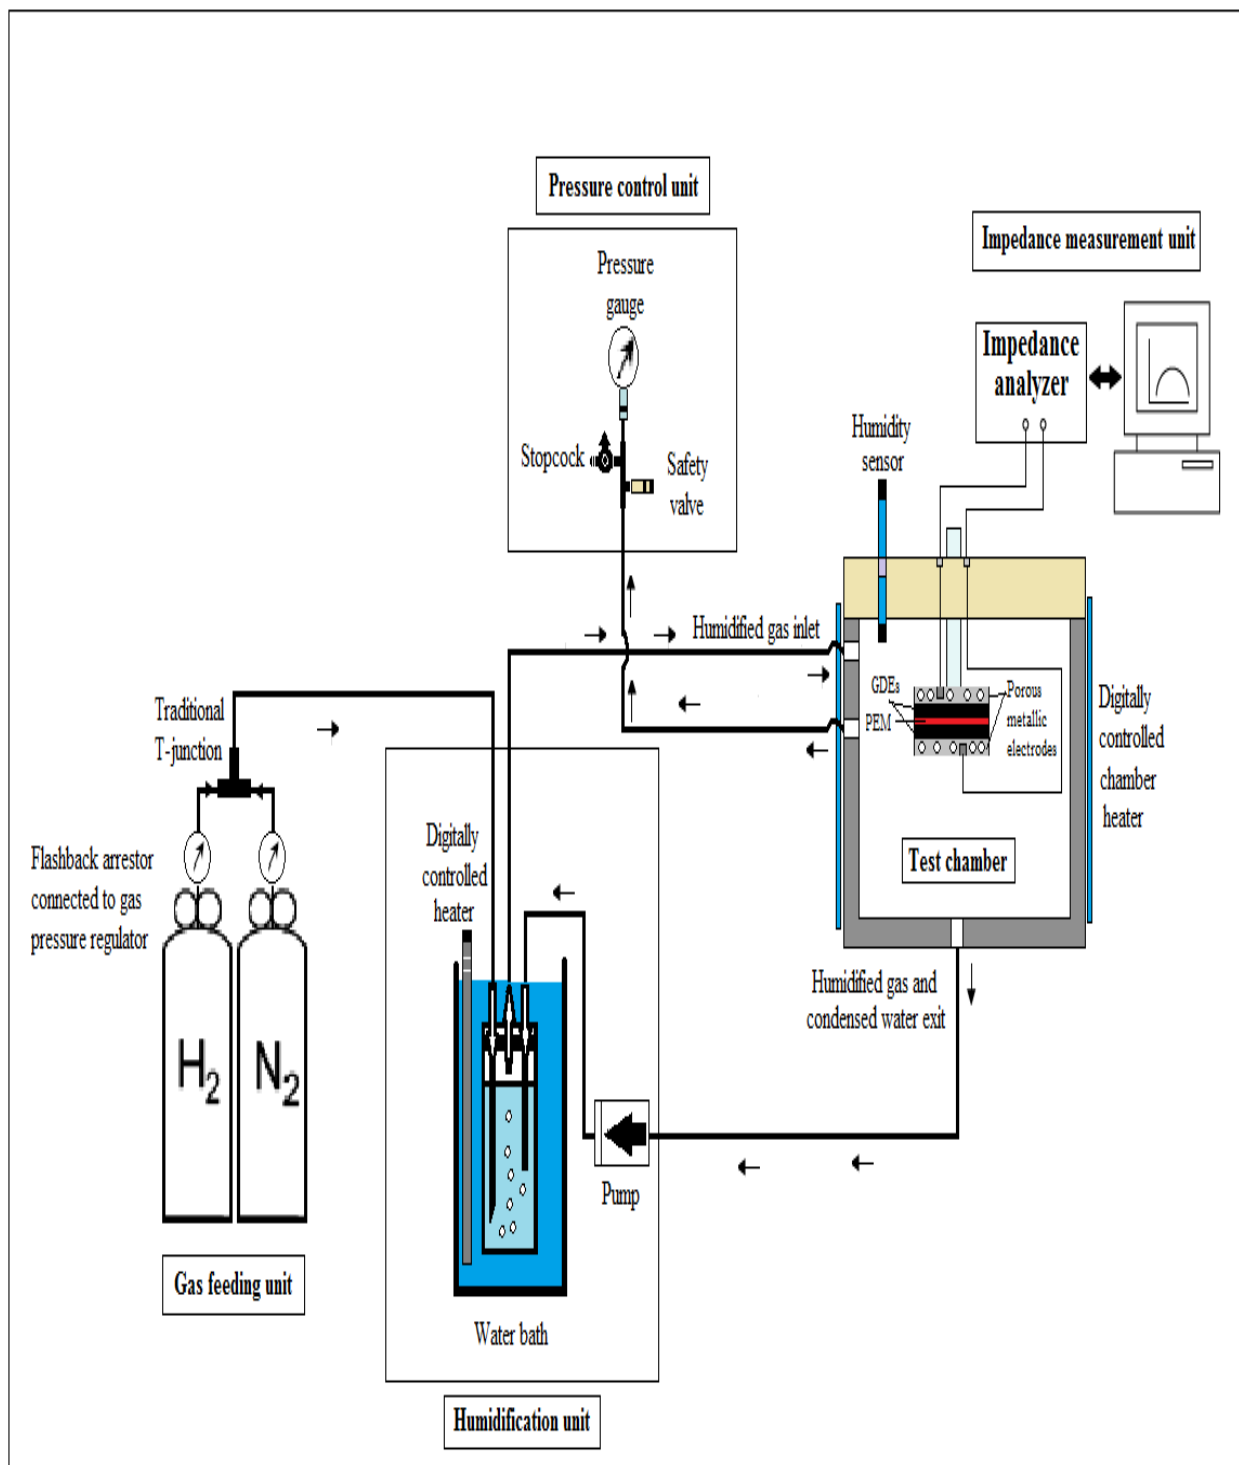 Pressure control unit
Pressure
gauge
Stopcock
Safety
valve
Impedance measurement unit
Impedance
analyzer
Humidity
sensor
Humidified gas inlet
GDEs
PEM
Porous
metallic
electrodes
Digitally
controlled
chamber
heater
Test chamber
Humidified gas and
condensed water exit
Traditional
T-junction
Flashback arrestor
connected to gas
pressure regulator
H2
N2
Gas feeding unit
Digitally
controlled
heater
Pump
Water bath
Humidification unit